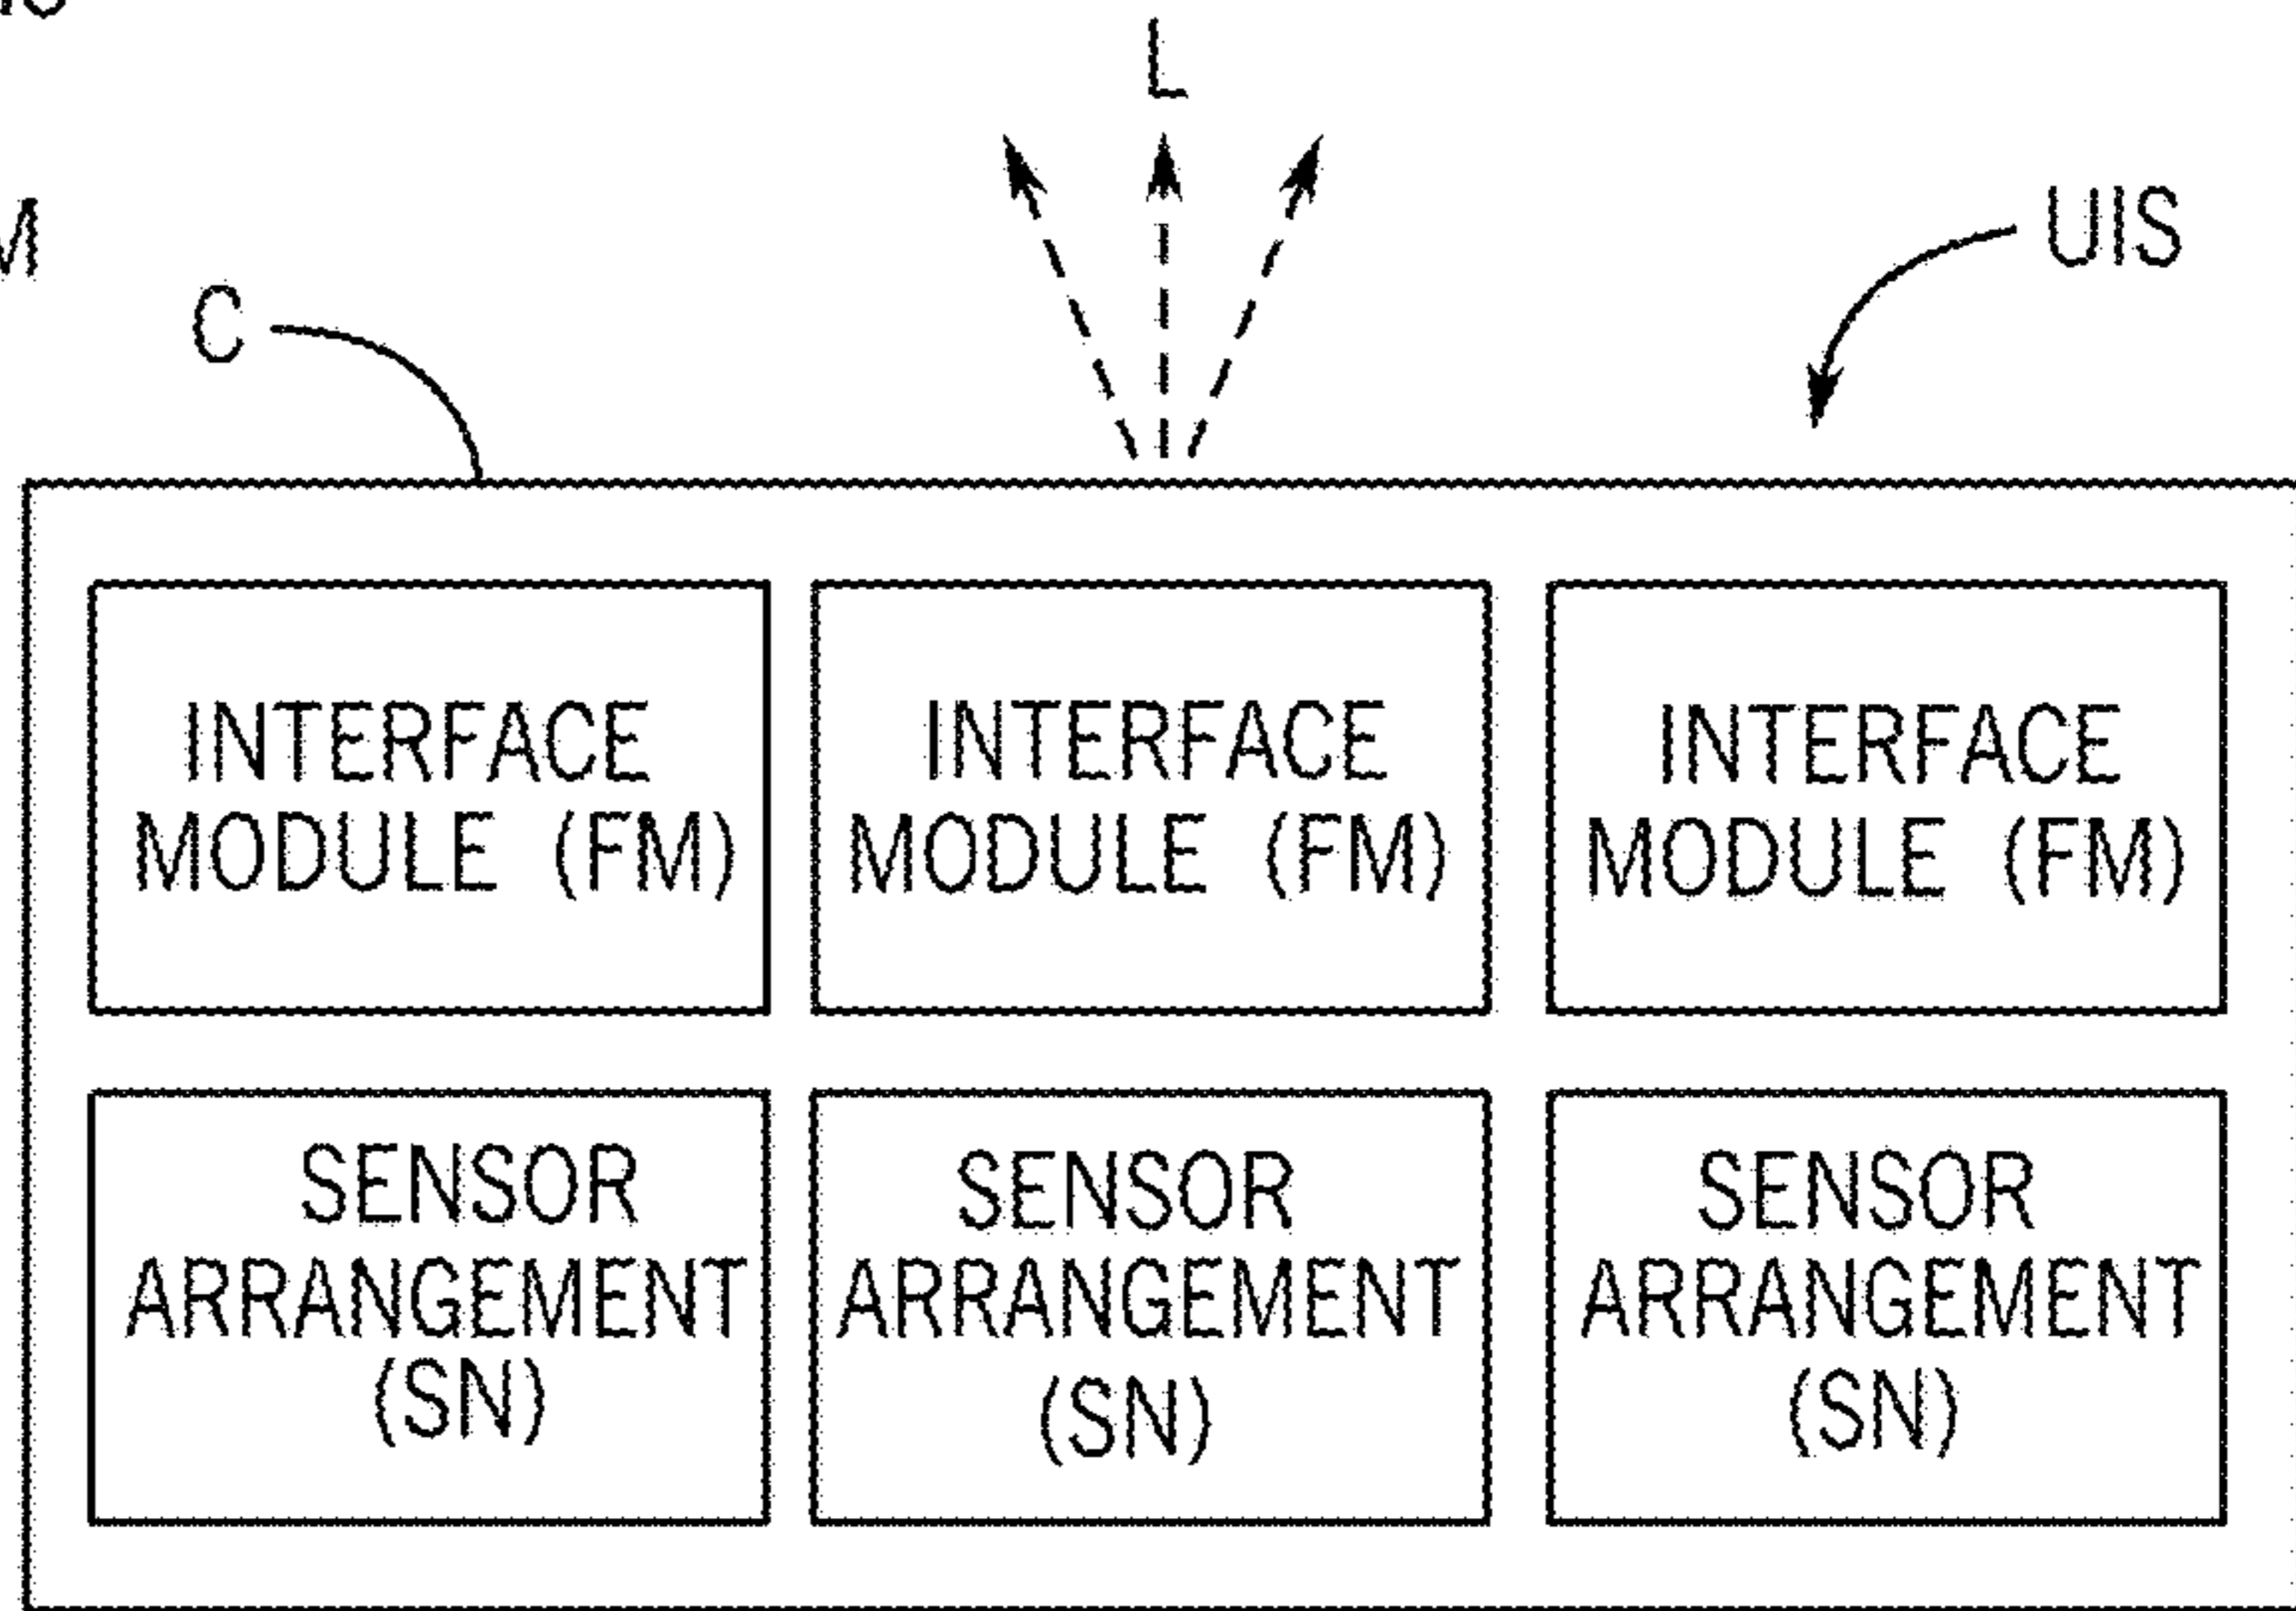 L
M
UIS
C
INTERFACE
MODULE (FM)
INTERFACE
MODULE (FM)
INTERFACE
MODULE (FM)
SENSOR
ARRANGEMENT
(SN)
SENSOR
ARRANGEMENT
(SN)
SENSOR
ARRANGEMENT
(SN)